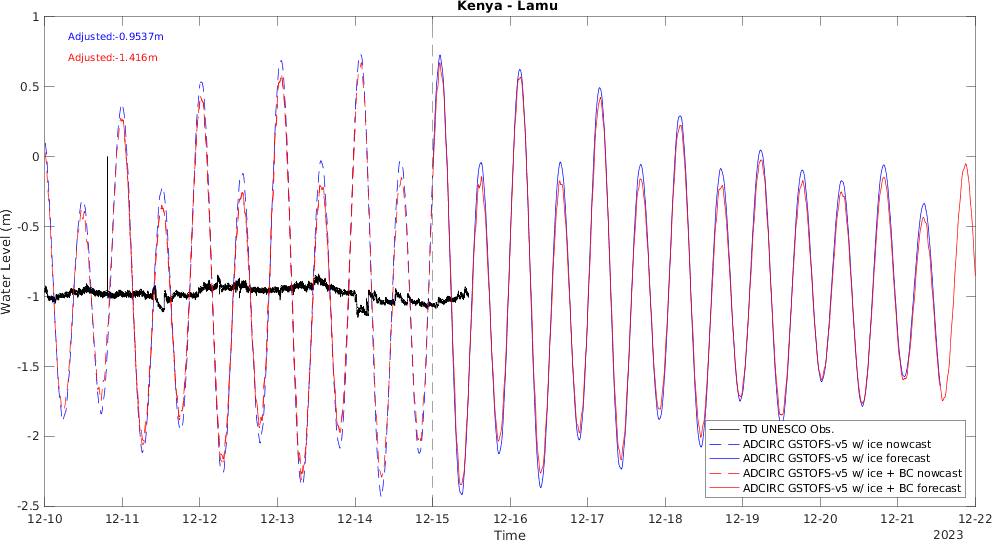 Kenya - Lamu
Adjusted:-0.9537m
Adjusted:-1.416m
Water Level (m)
1
0.5
0
-0.5
-1
-1.5
-2
-2.5
TD UNESCO Obs.
ADCIRC GSTOFS-v5 w/ ice nowcast
ADCIRC GSTOFS-v5 w/ ice forecast
ADCIRC GSTOFS-v5 w/ ice + BC nowcast
ADCIRC GSTOFS-v5 w/ ice + BC forecast
12-10 12-11 12-12 12-13 12-14 12-15 12-16 12-17 12-18 12-19 12-20 12-21 12-22
Time
2023